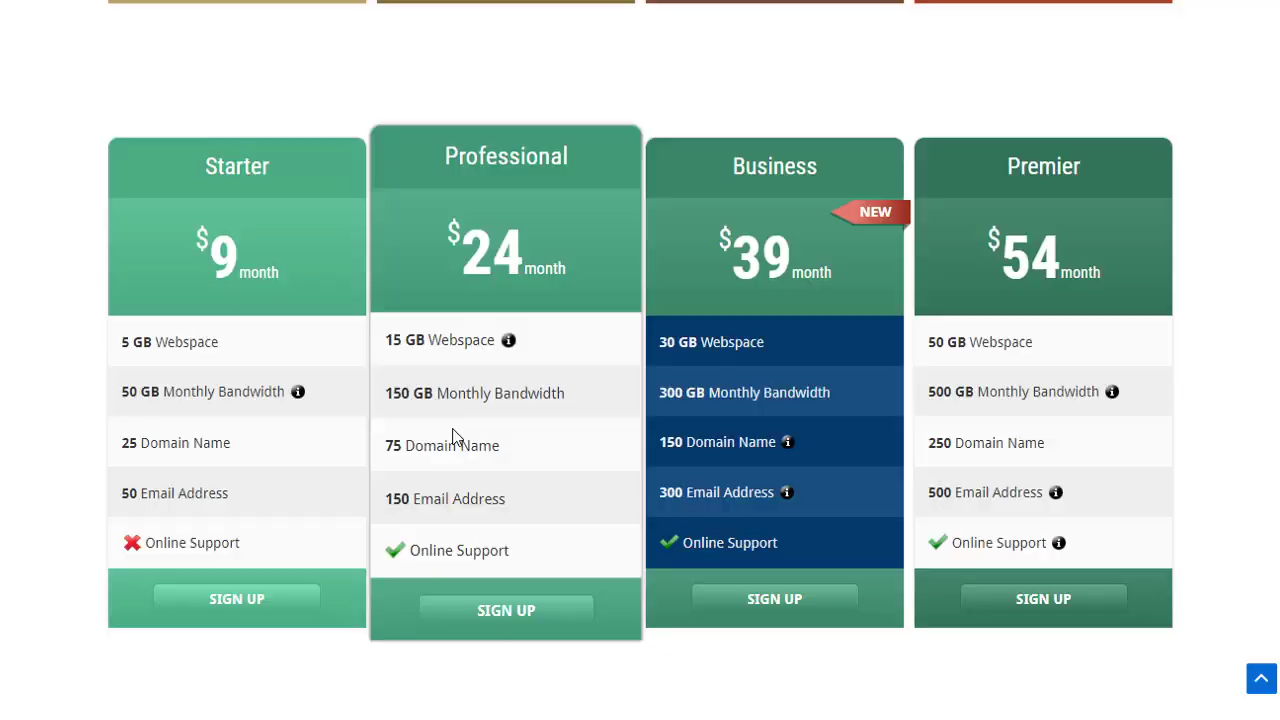 Starter
$9 month
5 GB Webspace
50 GB Monthly Bandwidth
25 Domain Name
50 Email Address
Online Support
SIGN UP
Professional
$24 month
15 GB Webspace
150 GB Monthly Bandwidth
75 Domain Name
150 Email Address
Online Support
SIGN UP
Business
NEW
$39 month
30 GB Webspace
300 GB Monthly Bandwidth
150 Domain Name
300 Email Address
Online Support
SIGN UP
Premier
$54 month
50 GB Webspace
500 GB Monthly Bandwidth
250 Domain Name
500 Email Address
Online Support
SIGN UP